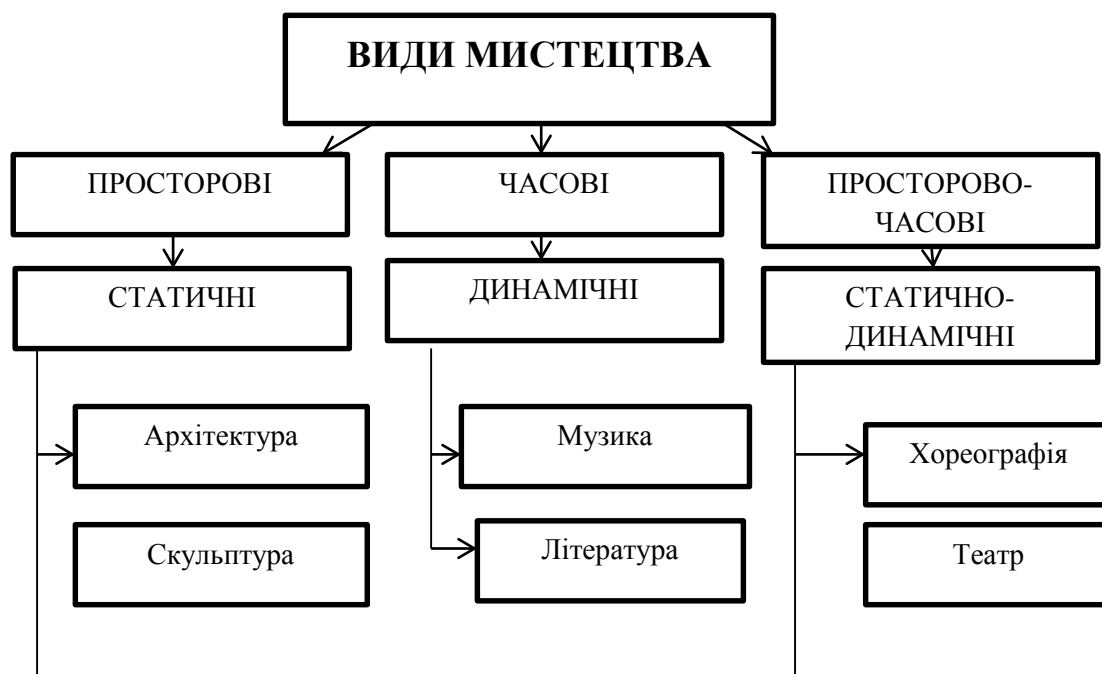 ВИДИ МИСТЕЦТВА
ПРОСТОРОВІ
ЧАСОВІ
ПРОСТОРОВО-
ЧАСОВІ
СТАТИЧНІ
ДИНАМІЧНІ
СТАТИЧНО-
ДИНАМІЧНІ
Архітектура
Музика
Хореографія
Скульптура
Література
Театр